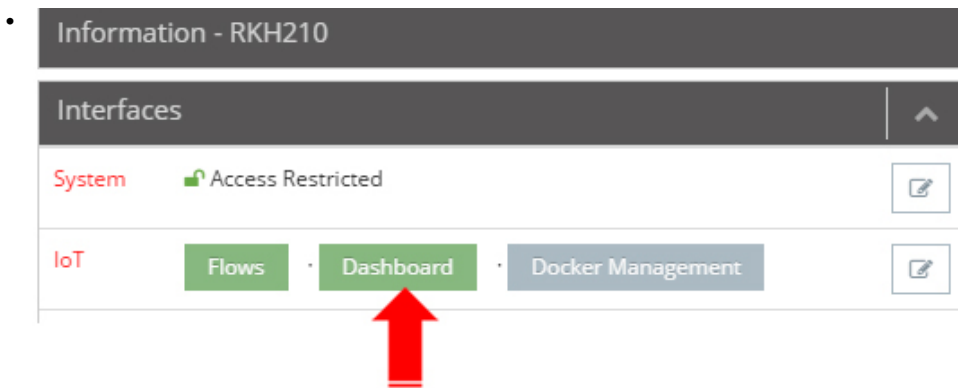 Information - RKH210
Interfaces
System Access Restricted
IoT Flows · Dashboard · Docker Management